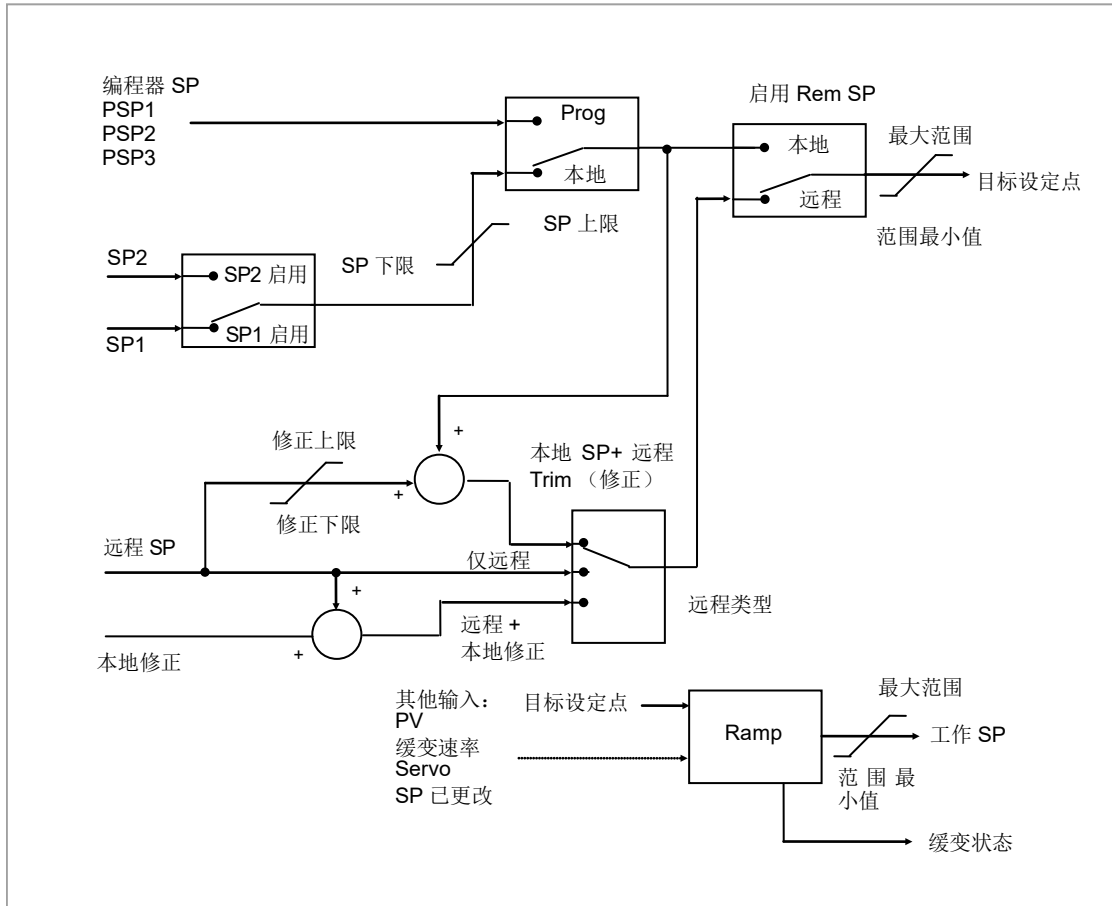 编程器 SP
PSP1
PSP2
PSP3
Prog
本地
启用 Rem SP
本地
远程
最大范围
目标设定点
范围最小值
SP 上限
SP 下限
SP2
SP2 启用
SP1 启用
SP1
+
修正上限
+
修正下限
本地 SP+ 远程
Trim （修正）
远程 SP
仅远程
+
远程 +
本地修正
远程类型
+
本地修正
其他输入：
PV
缓变速率
Servo
SP 已更改
目标设定点
Ramp
最大范围
工作 SP
范 围 最
小值
缓变状态